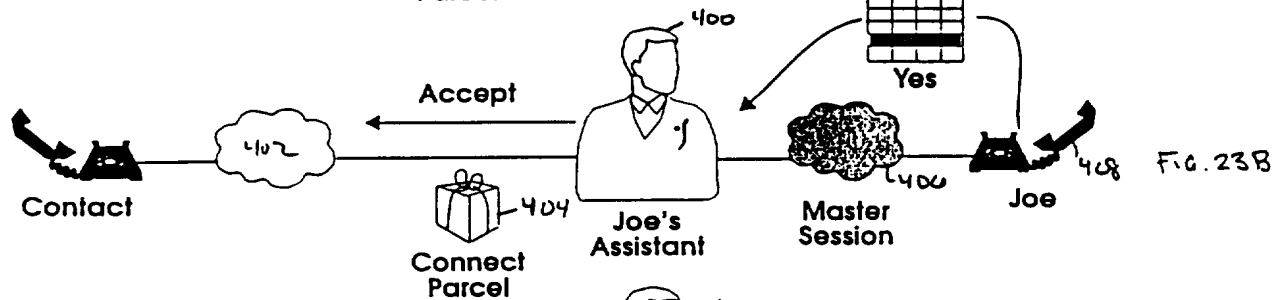 400
Yes
Accept
402
408
FIG. 23B
406
Contact
404
Joe's
Assistant
Master
Session
Joe
Connect
Parcel